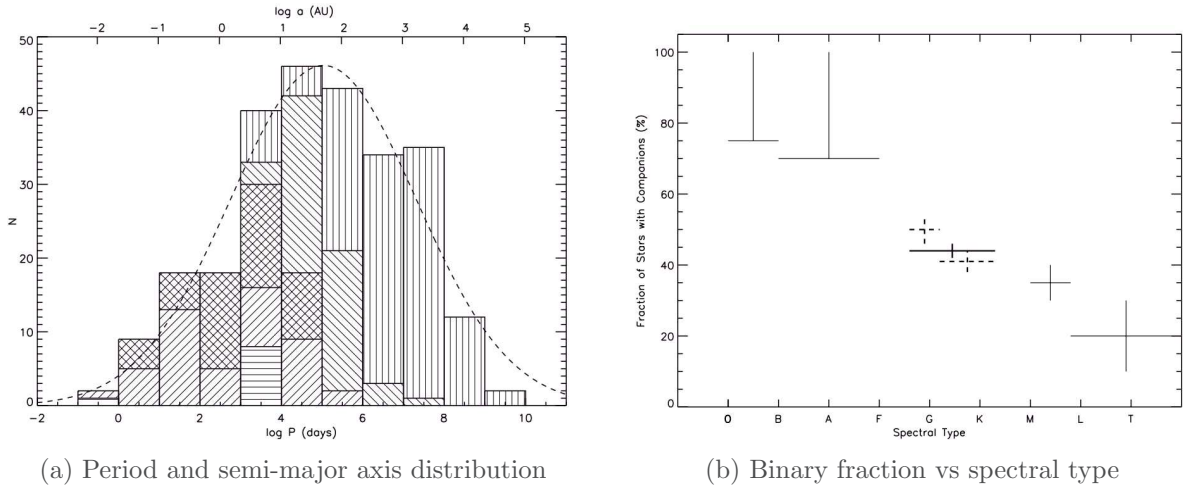 log a (AU)
−2 −1 0 1 2 3 4 5
50
40
30
20
10
0
N
−2 0 2 4 6 8 10
log P (days)
(a) Period and semi-major axis distribution
100
80
60
40
20
0
Fraction of Stars with Companions (%)
O B A F G K M L T
Spectral Type
(b) Binary fraction vs spectral type